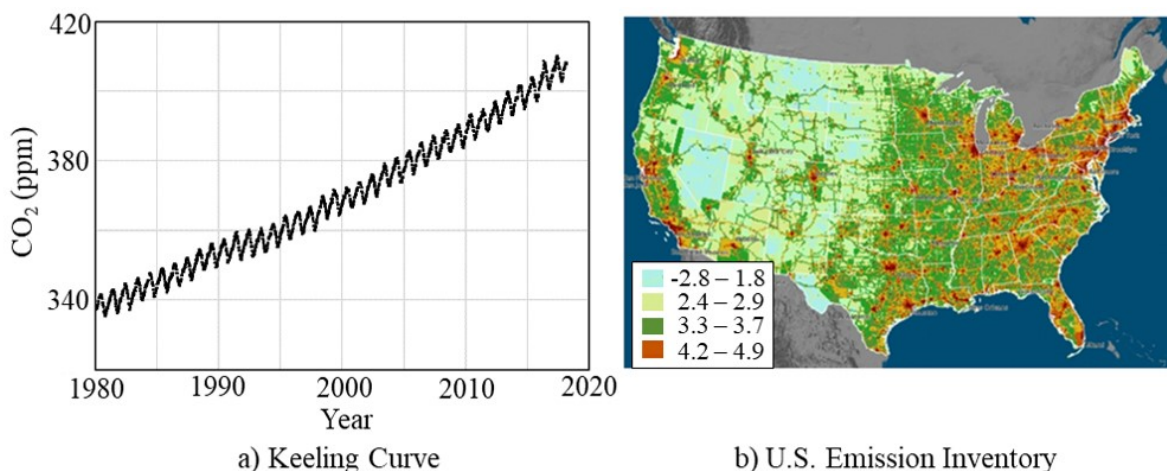 420
380
340
CO₂ (ppm)
1980
1990
2000
2010
2020
Year
a) Keeling Curve
-2.8 – 1.8
2.4 – 2.9
3.3 – 3.7
4.2 – 4.9
b) U.S. Emission Inventory